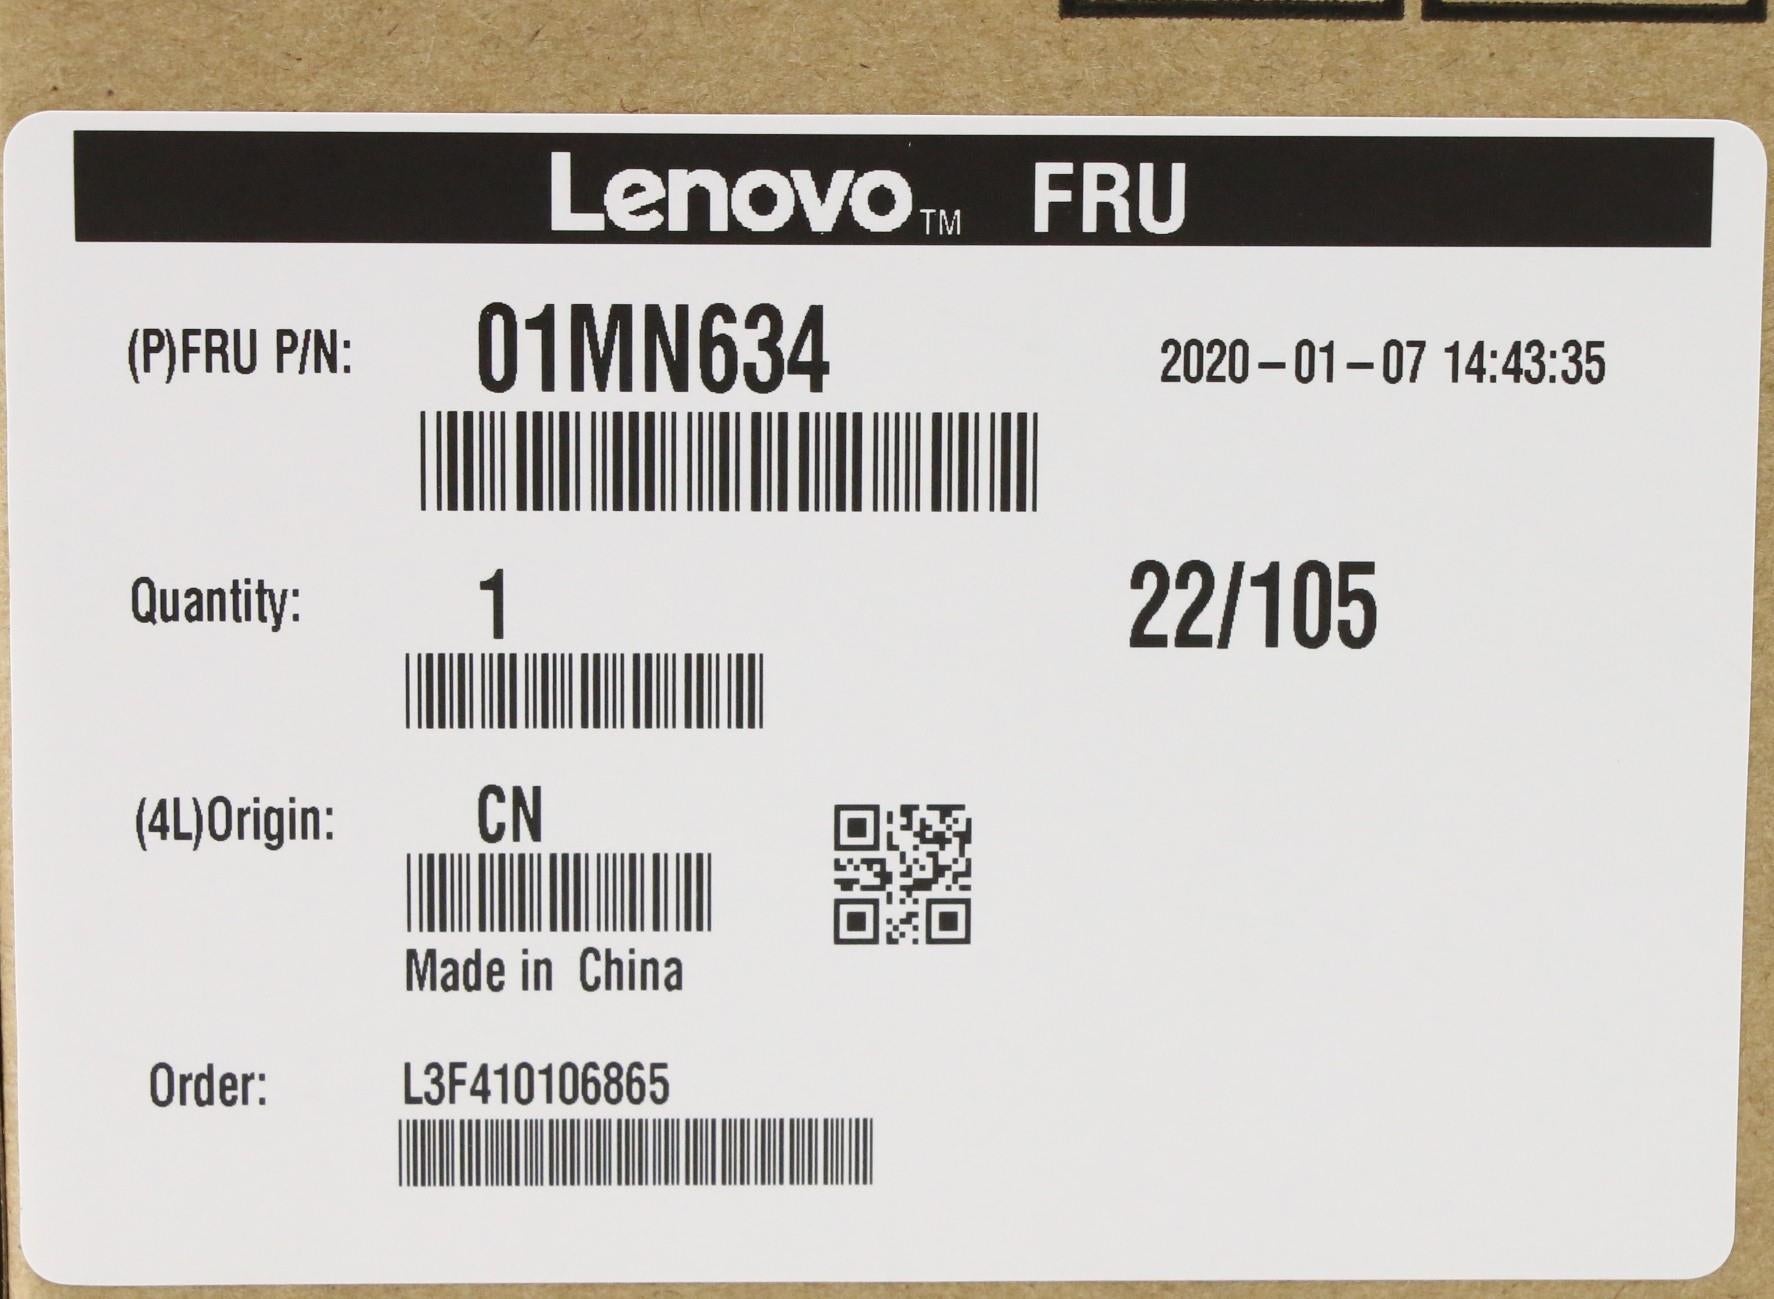 Lenovo™ FRU
(P)FRU P/N: 01MN634 2020-01-07 14:43:35
Quantity: 1 22/105
(4L)Origin: CN
Made in China
Order: L3F410106865